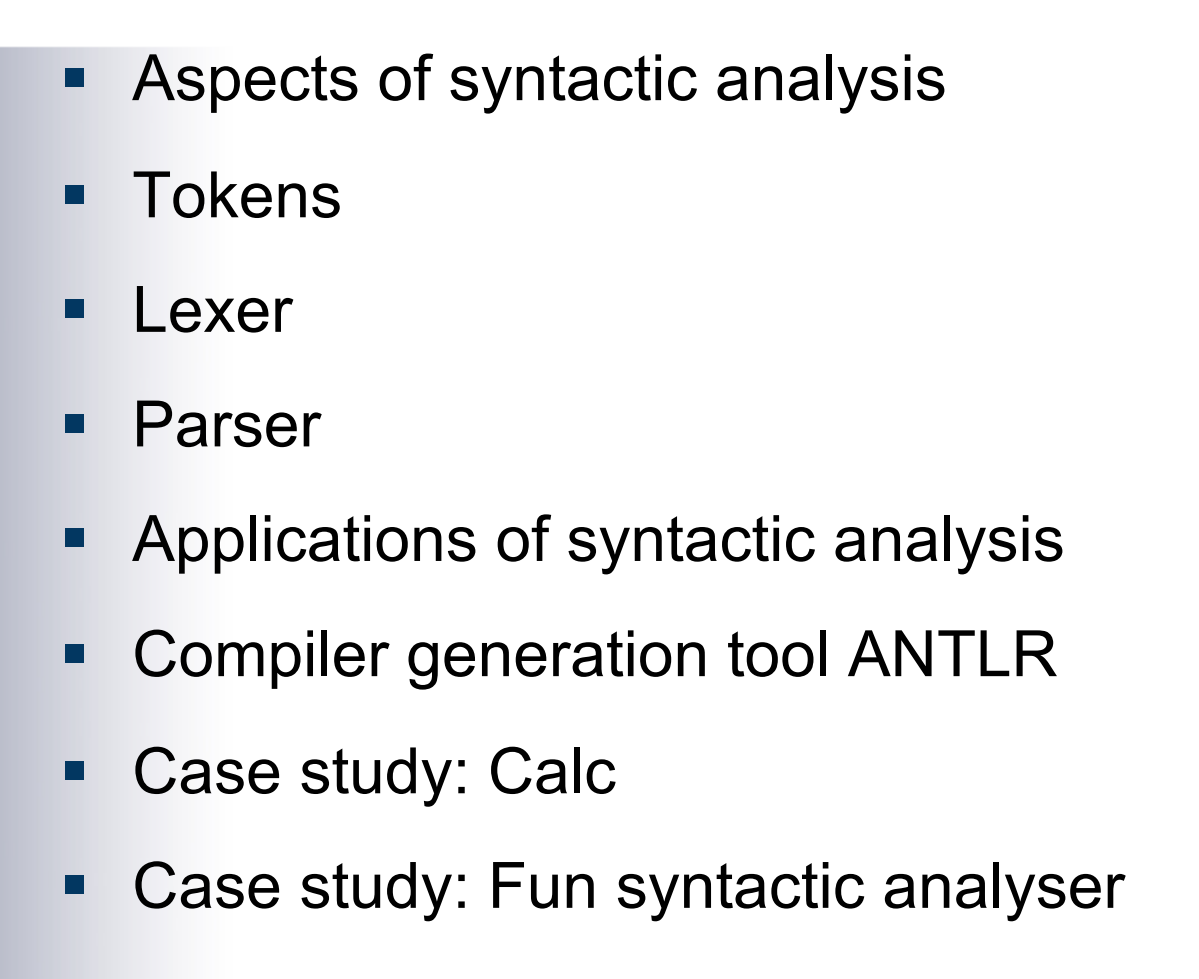 ▪ Aspects of syntactic analysis
▪ Tokens
▪ Lexer
▪ Parser
▪ Applications of syntactic analysis
▪ Compiler generation tool ANTLR
▪ Case study: Calc
▪ Case study: Fun syntactic analyser